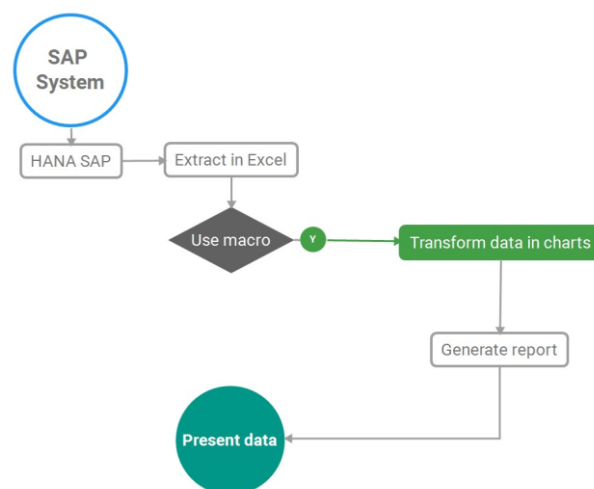 SAP
System
HANA SAP
Extract in Excel
Use macro
Y
Transform data in charts
Generate report
Present data